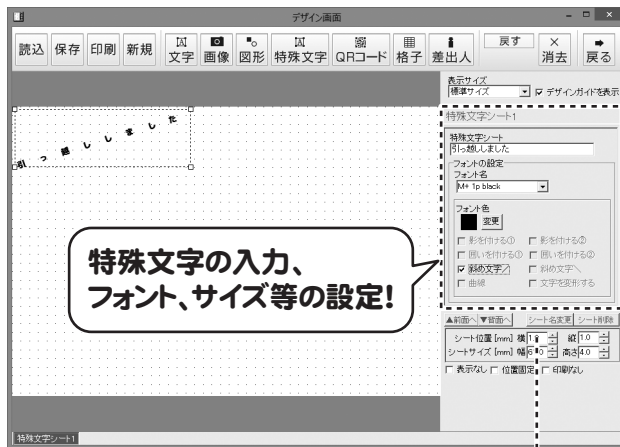 デザイン画面
読込 保存 印刷 新規 文字 画像 図形 特殊文字 QRコード 格子 差出人 戻す 消去 戻る
表示サイズ
標準サイズ デザインガイドを表示
特殊文字シート1
特殊文字シート
引っ越ししました
フォントの設定
フォント名
M+ 1p black
フォント色
変更
影を付ける① 影を付ける②
囲いを付ける① 囲いを付ける②
斜め文字／ 斜め文字＼
曲線 文字を変形する
引っ越ししました
特殊文字の入力、
フォント、サイズ等の設定!
▲前面へ ▼背面へ シート名変更 シート削除
シート位置 [mm] 横 縦 1.0
シートサイズ [mm] 幅 高さ 4.0
表示なし 位置固定 印刷なし
特殊文字シート1